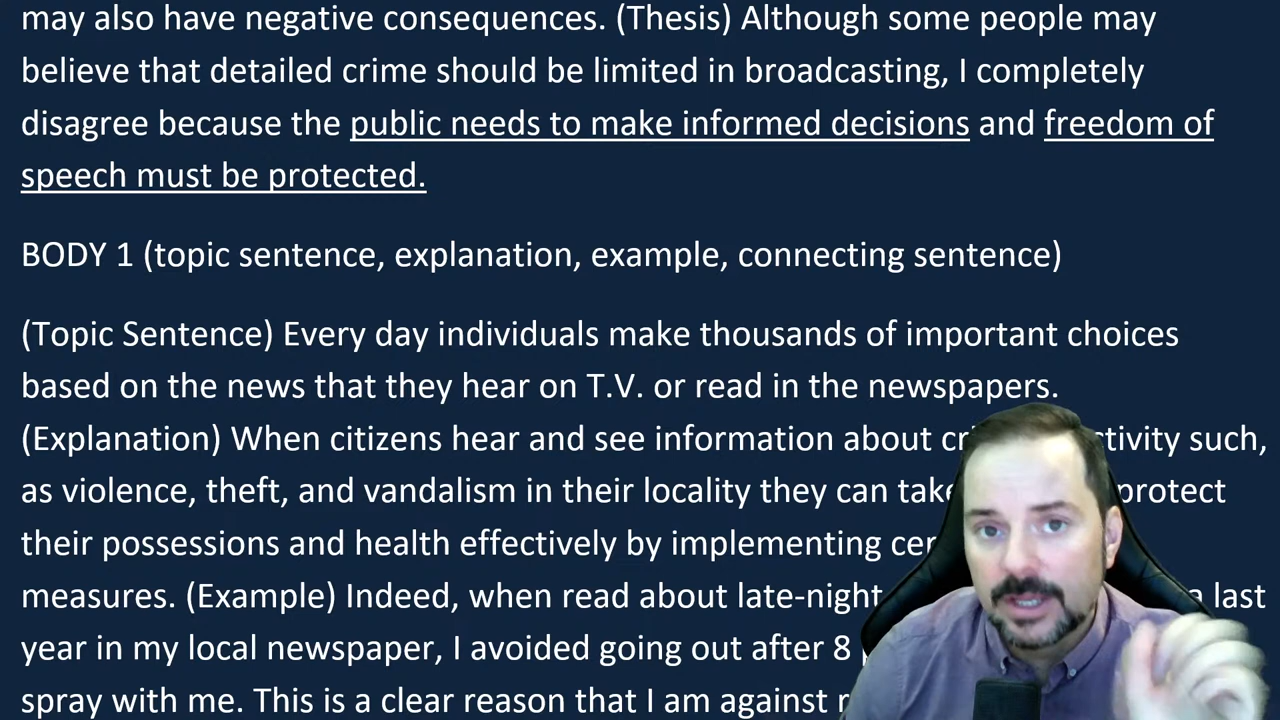 may also have negative consequences. (Thesis) Although some people may
believe that detailed crime should be limited in broadcasting, I completely
disagree because the public needs to make informed decisions and freedom of
speech must be protected.
BODY 1 (topic sentence, explanation, example, connecting sentence)
(Topic Sentence) Every day individuals make thousands of important choices
based on the news that they hear on T.V. or read in the newspapers.
(Explanation) When citizens hear and see information about such,
as violence, theft, and vandalism in their locality they can take protect
their possessions and health effectively by implementing
measures. (Example) Indeed, when read about late-night last
year in my local newspaper, I avoided going out after 8
spray with me. This is a clear reason that I am against